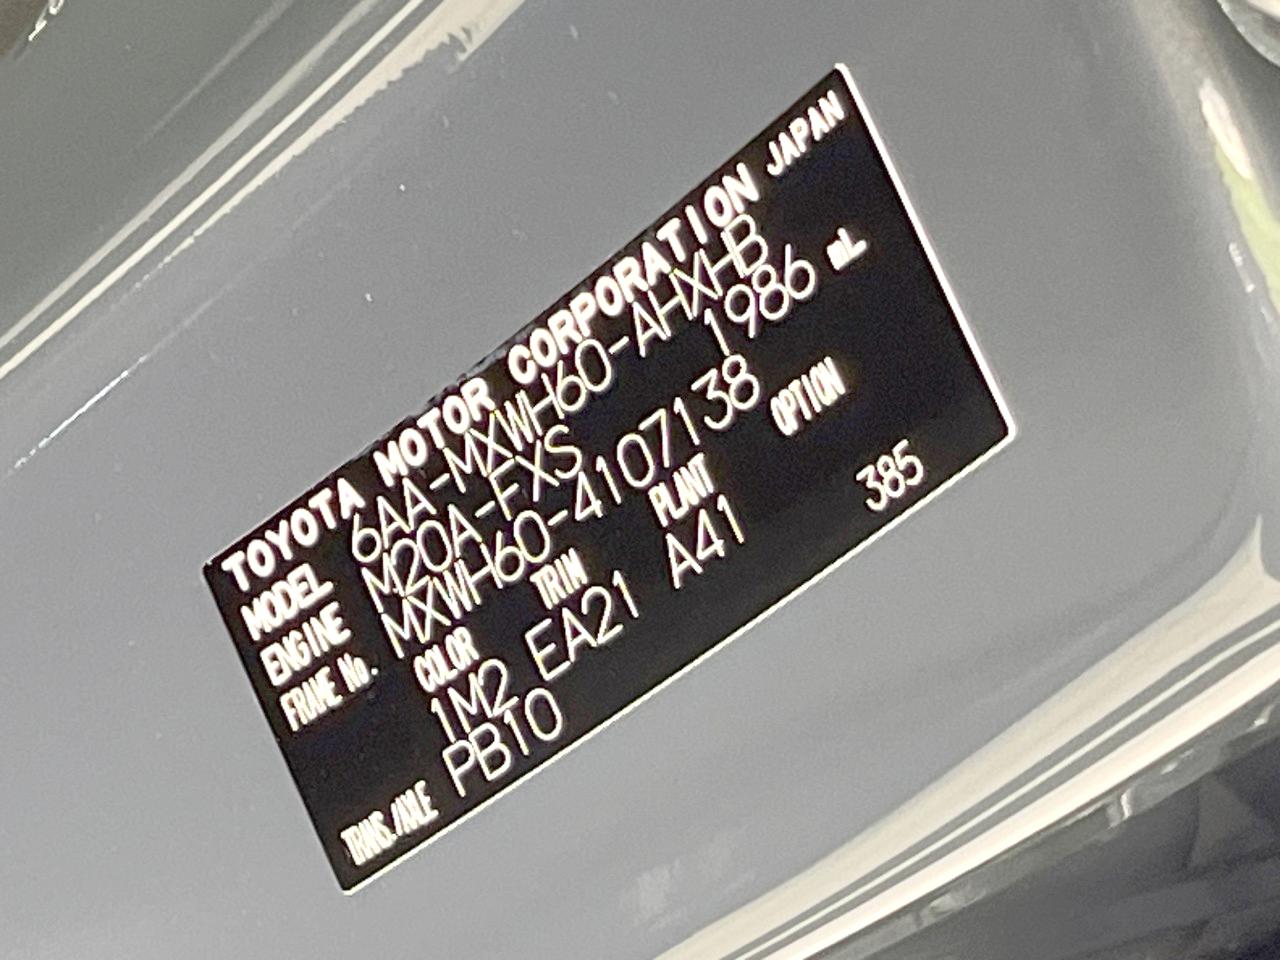 TOYOTA MOTOR CORPORATION JAPAN
MODEL 6AA-MXWH60-AHXHB
ENGINE M20A-FXS 1986 mL
FRAME No. MXWH60-4107138
COLOR TRIM PLANT OPTION
1M2 EA21 A41 385
TRANS./AXLE PB10